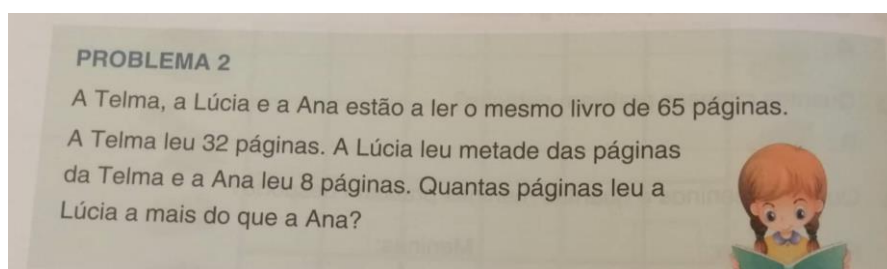 PROBLEMA 2
A Telma, a Lúcia e a Ana estão a ler o mesmo livro de 65 páginas.
A Telma leu 32 páginas. A Lúcia leu metade das páginas
da Telma e a Ana leu 8 páginas. Quantas páginas leu a
Lúcia a mais do que a Ana?